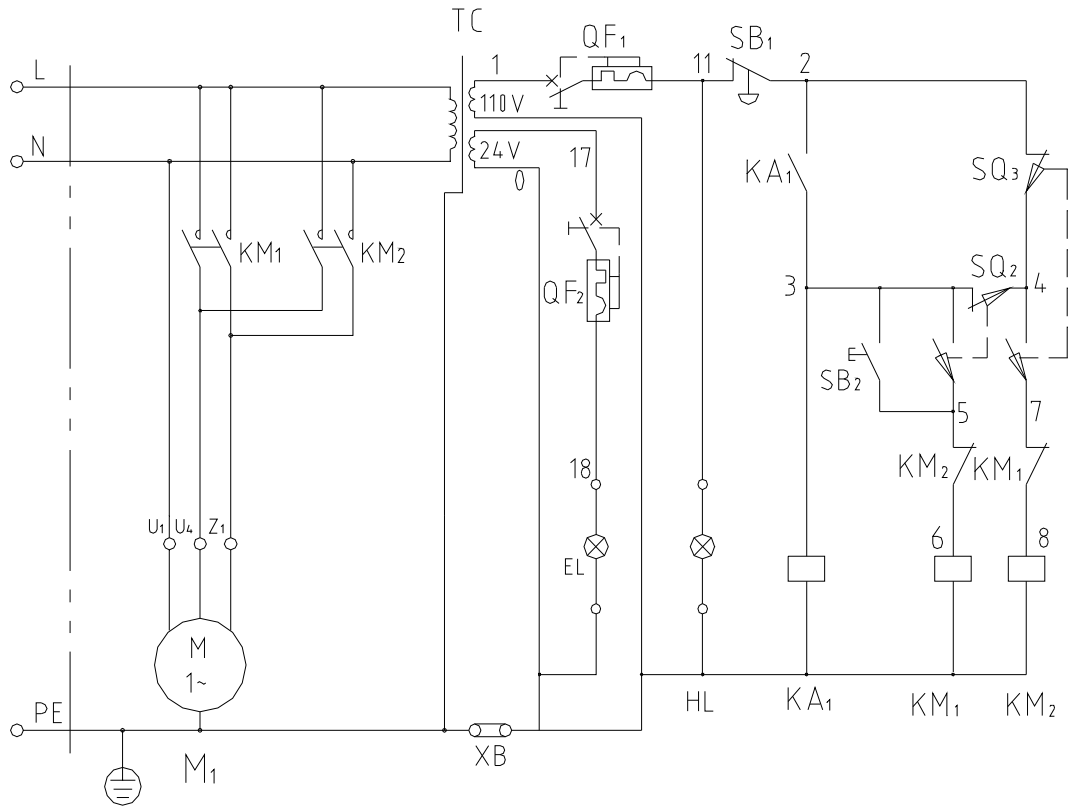 TC
QF1
SB1
L
1
11
2
110V
N
24V
17
0
KA1
SQ3
KM1
KM2
SQ2
3
4
QF2
SB2
5
7
18
KM2
KM1
U1
U4
Z1
6
8
EL
M
1~
PE
HL
KA1
KM1
KM2
XB
M1